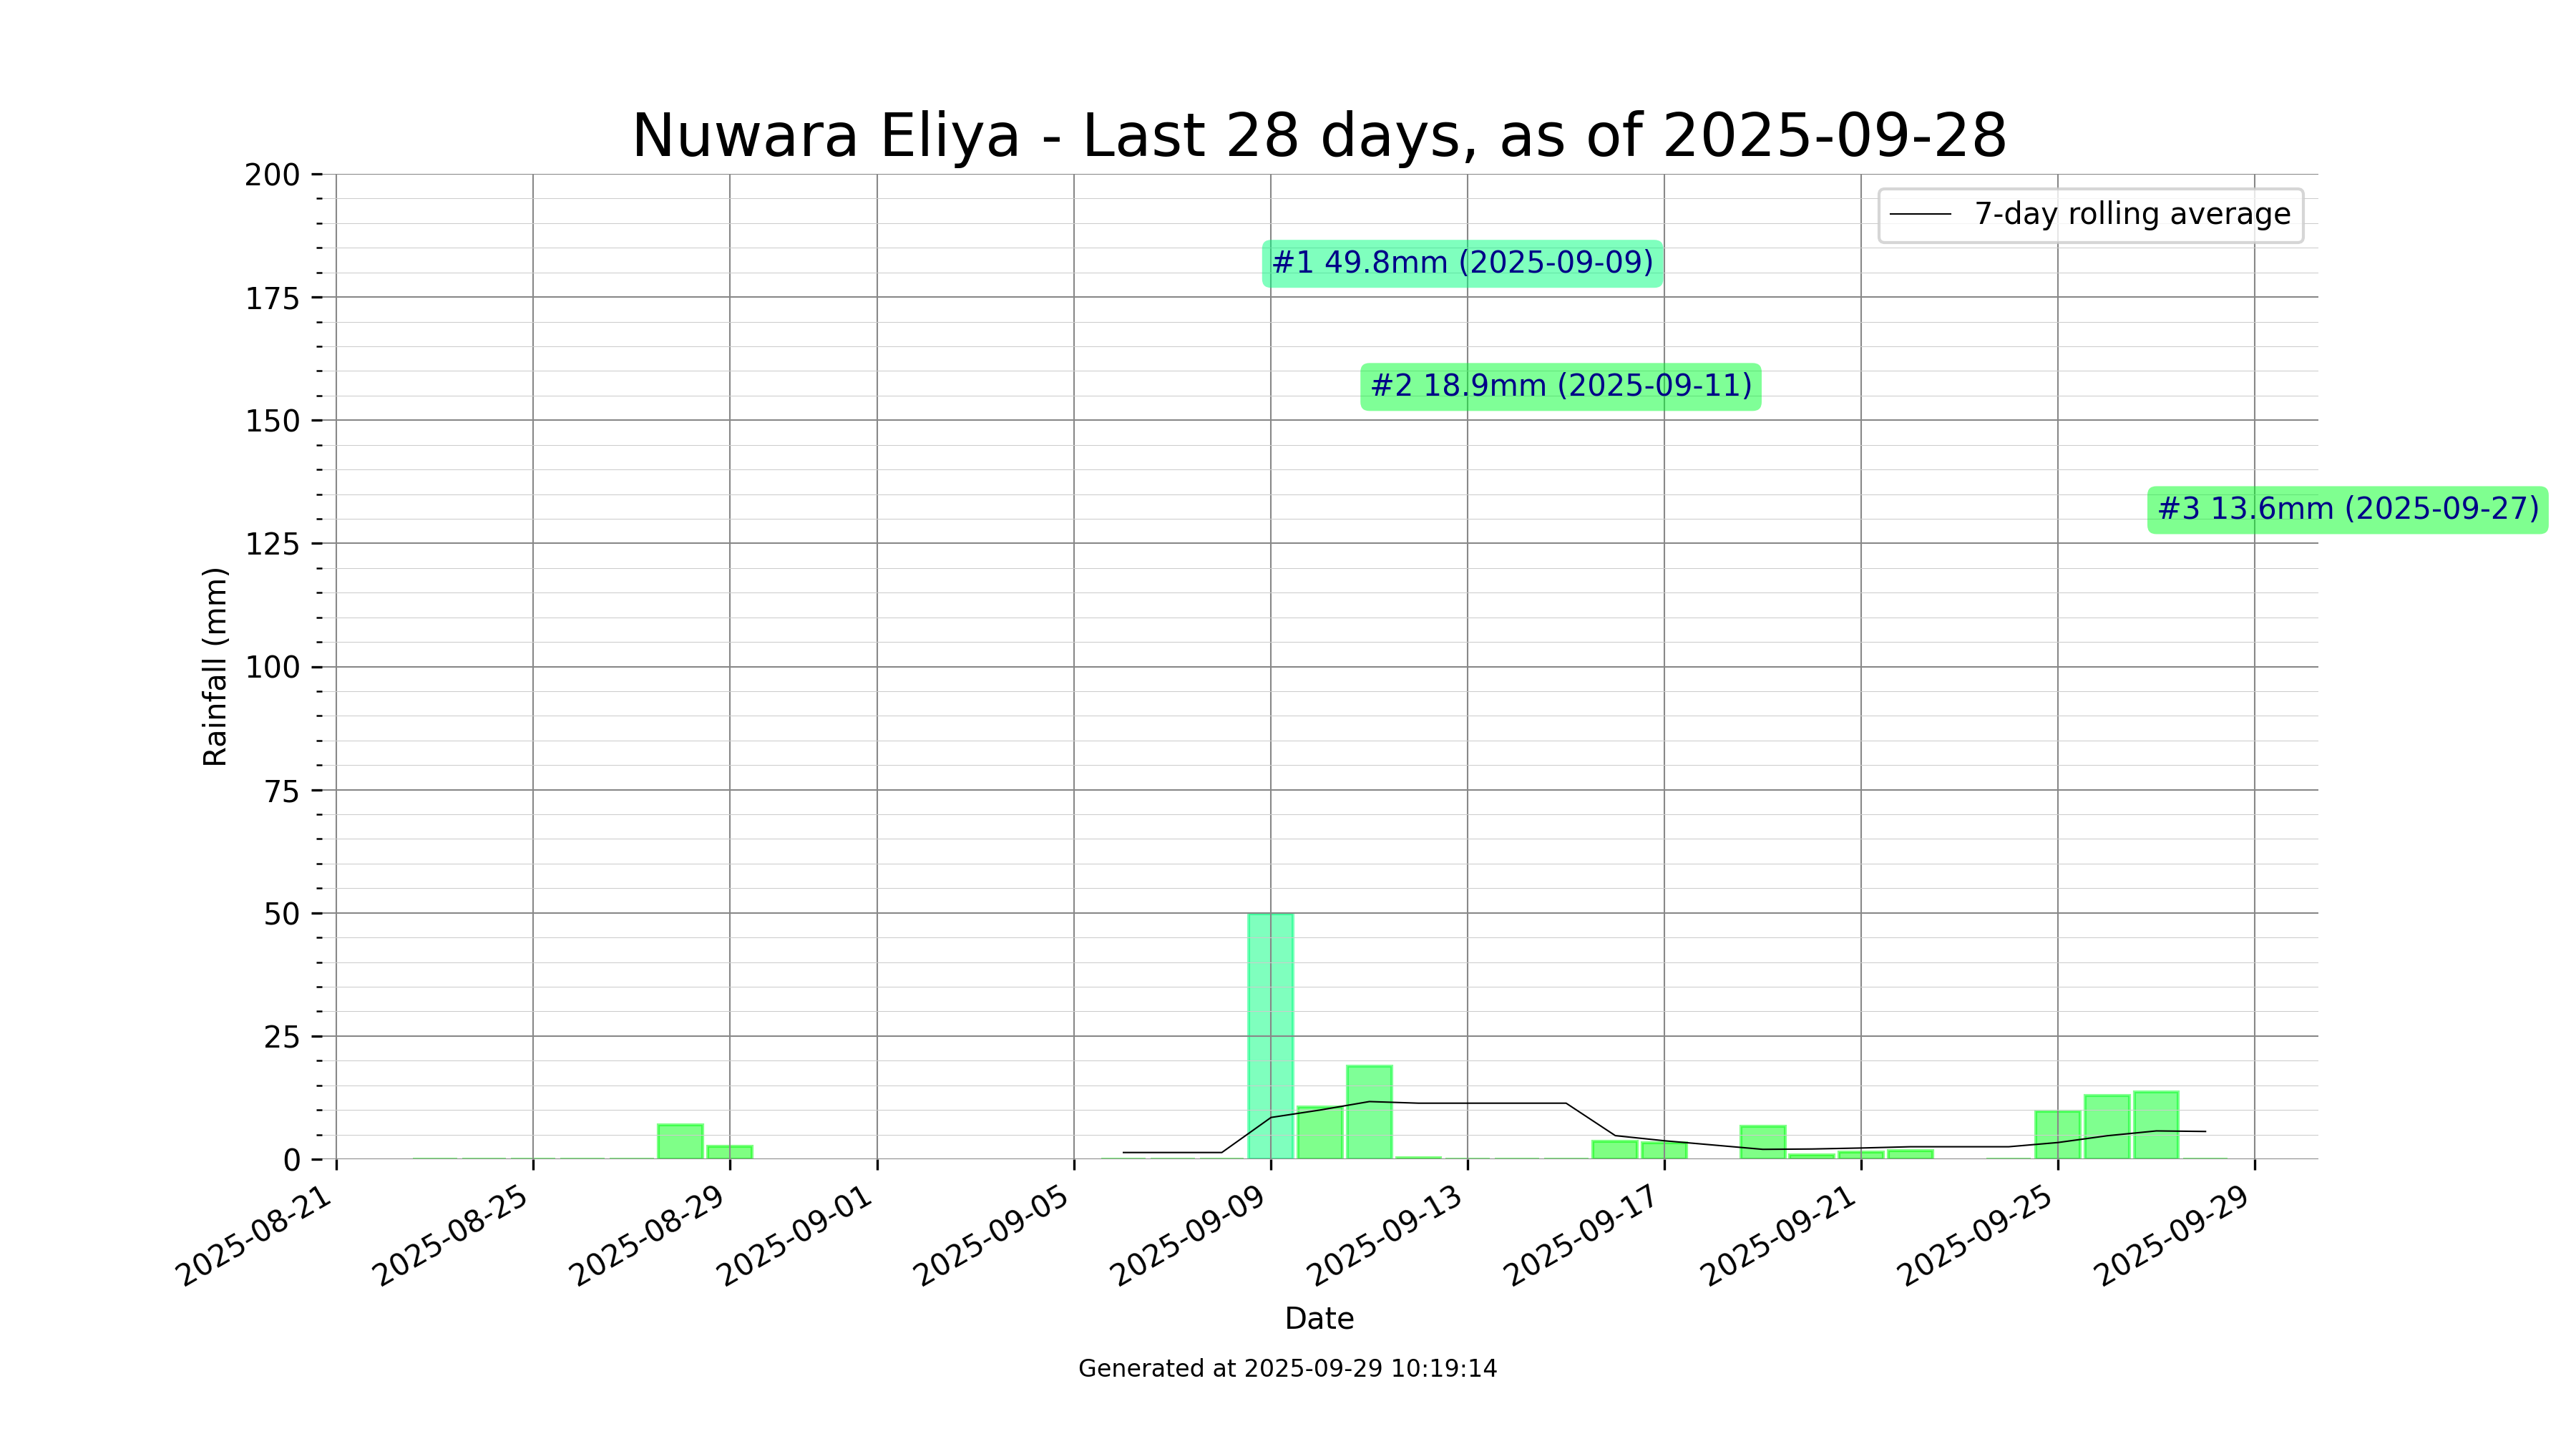 Nuwara Eliya - Last 28 days, as of 2025-09-28
200
175
150
125
100
75
50
25
0
Rainfall (mm)
7-day rolling average
#1 49.8mm (2025-09-09)
#2 18.9mm (2025-09-11)
#3 13.6mm (2025-09-27)
2025-08-21
2025-08-25
2025-08-29
2025-09-01
2025-09-05
2025-09-09
2025-09-13
2025-09-17
2025-09-21
2025-09-25
2025-09-29
Date
Generated at 2025-09-29 10:19:14